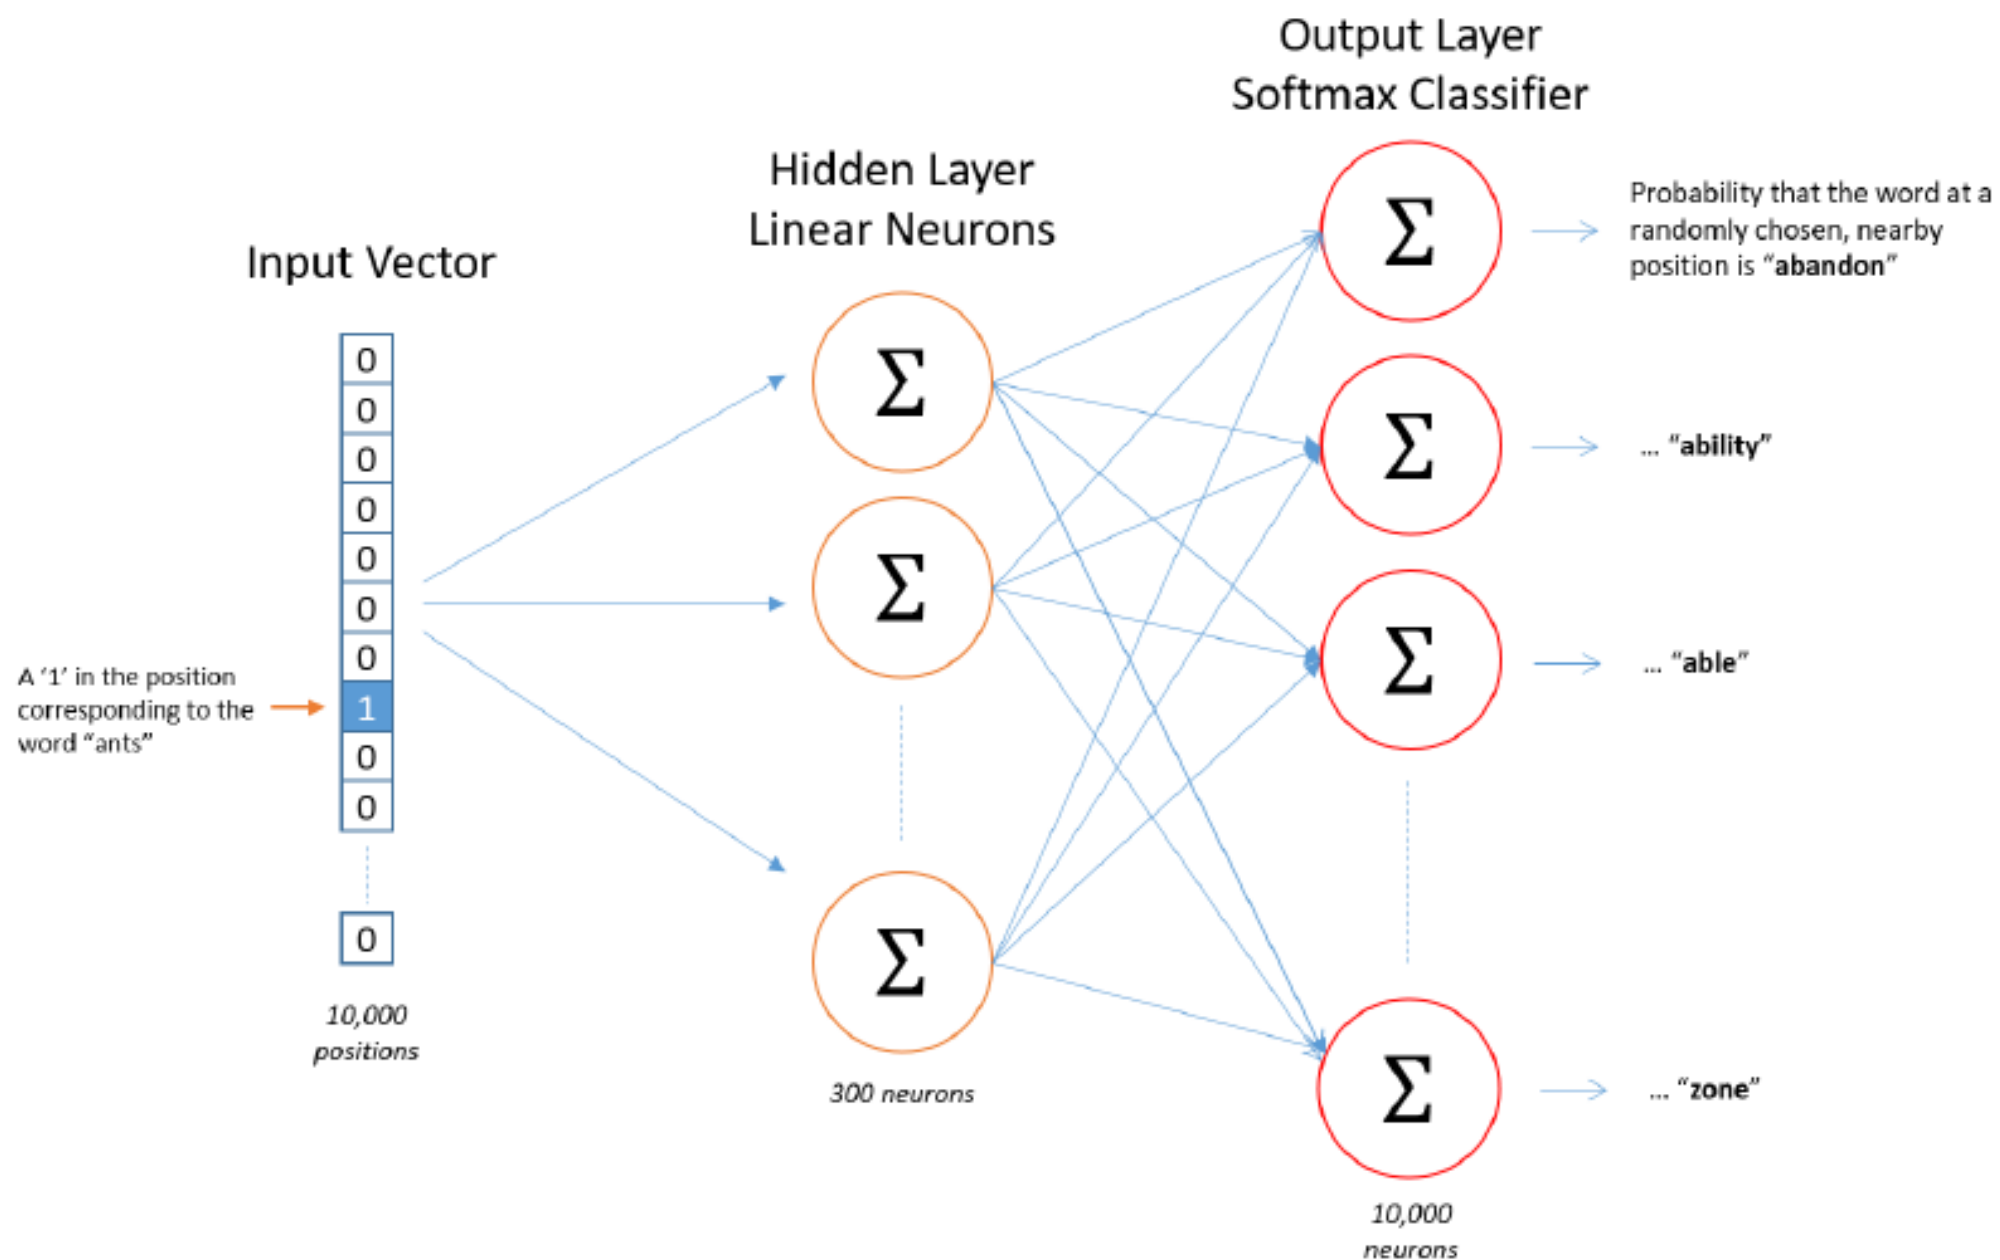 Output Layer
Softmax Classifier
Hidden Layer
Linear Neurons
Input Vector
0
0
0
0
0
0
0
1
0
0
0
A ‘1’ in the position
corresponding to the
word “ants”
10,000
positions
Σ
Σ
Σ
300 neurons
Σ
Σ
Σ
Σ
10,000
neurons
Probability that the word at a
randomly chosen, nearby
position is “abandon”
... “ability”
... “able”
... “zone”